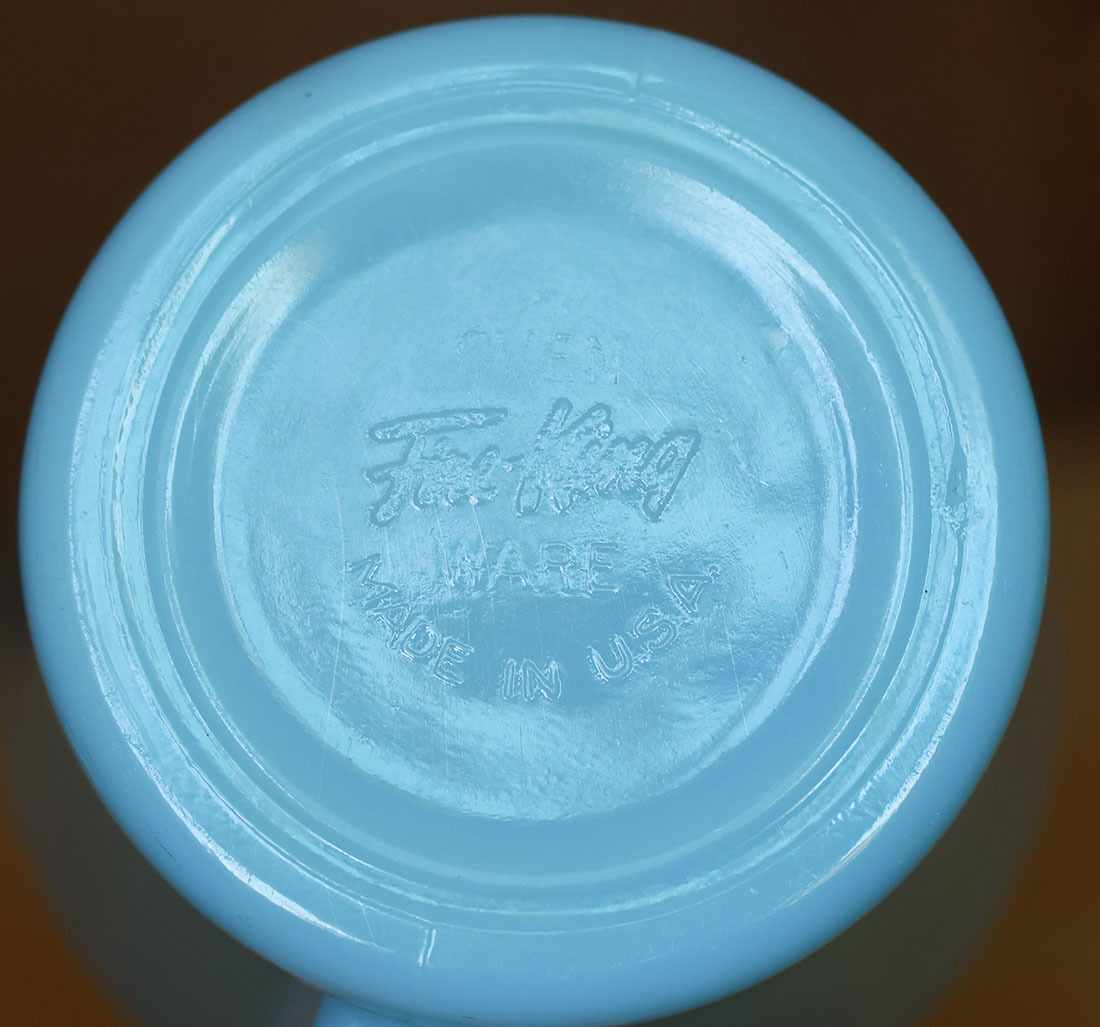 OVEN
Fire-King
WARE
MADE IN U.S.A.